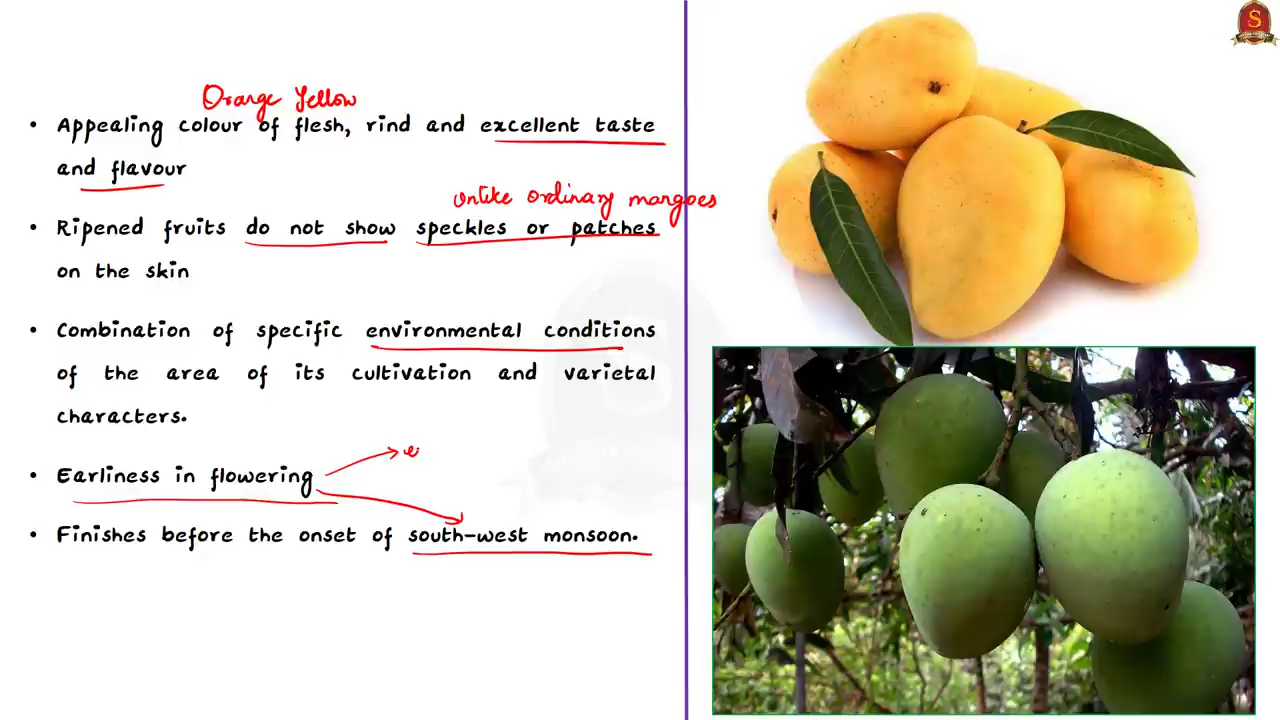 Orange Yellow
• Appealing colour of flesh, rind and excellent taste
and flavour
unlike ordinary mangoes
• Ripened fruits do not show speckles or patches
on the skin
• Combination of specific environmental conditions
of the area of its cultivation and varietal
characters.
• Earliness in flowering
• Finishes before the onset of south-west monsoon.
S